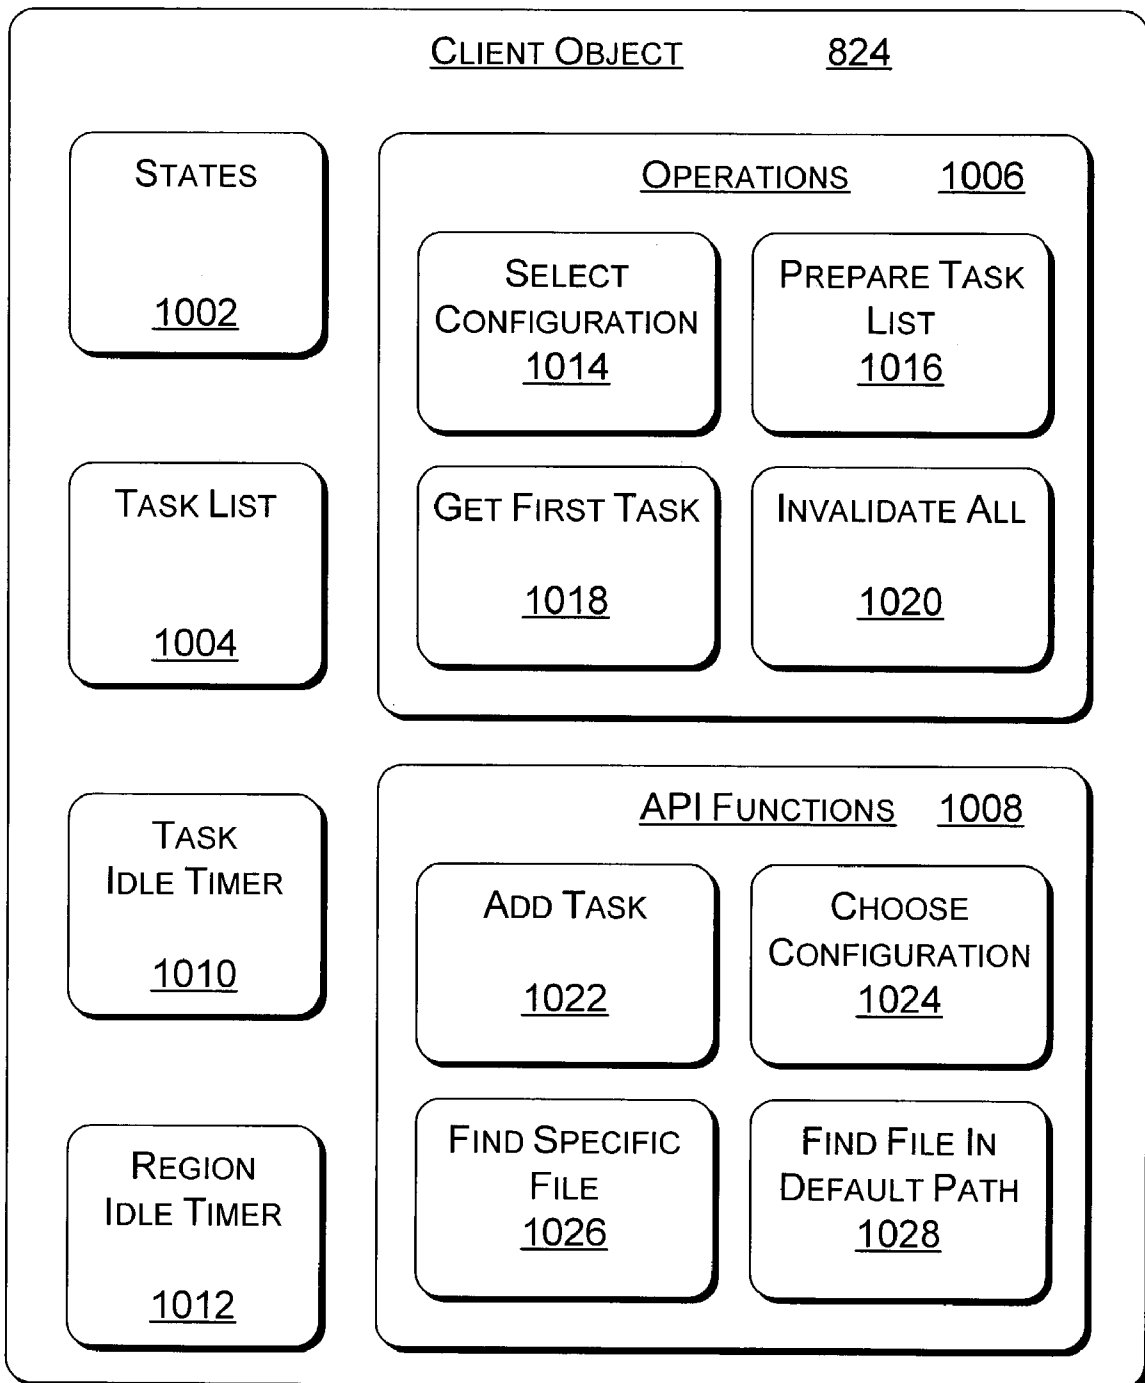 CLIENT OBJECT 824
STATES
1002
TASK LIST
1004
TASK
IDLE TIMER
1010
REGION
IDLE TIMER
1012
OPERATIONS 1006
SELECT
CONFIGURATION
1014
PREPARE TASK
LIST
1016
GET FIRST TASK
1018
INVALIDATE ALL
1020
API FUNCTIONS 1008
ADD TASK
1022
CHOOSE
CONFIGURATION
1024
FIND SPECIFIC
FILE
1026
FIND FILE IN
DEFAULT PATH
1028